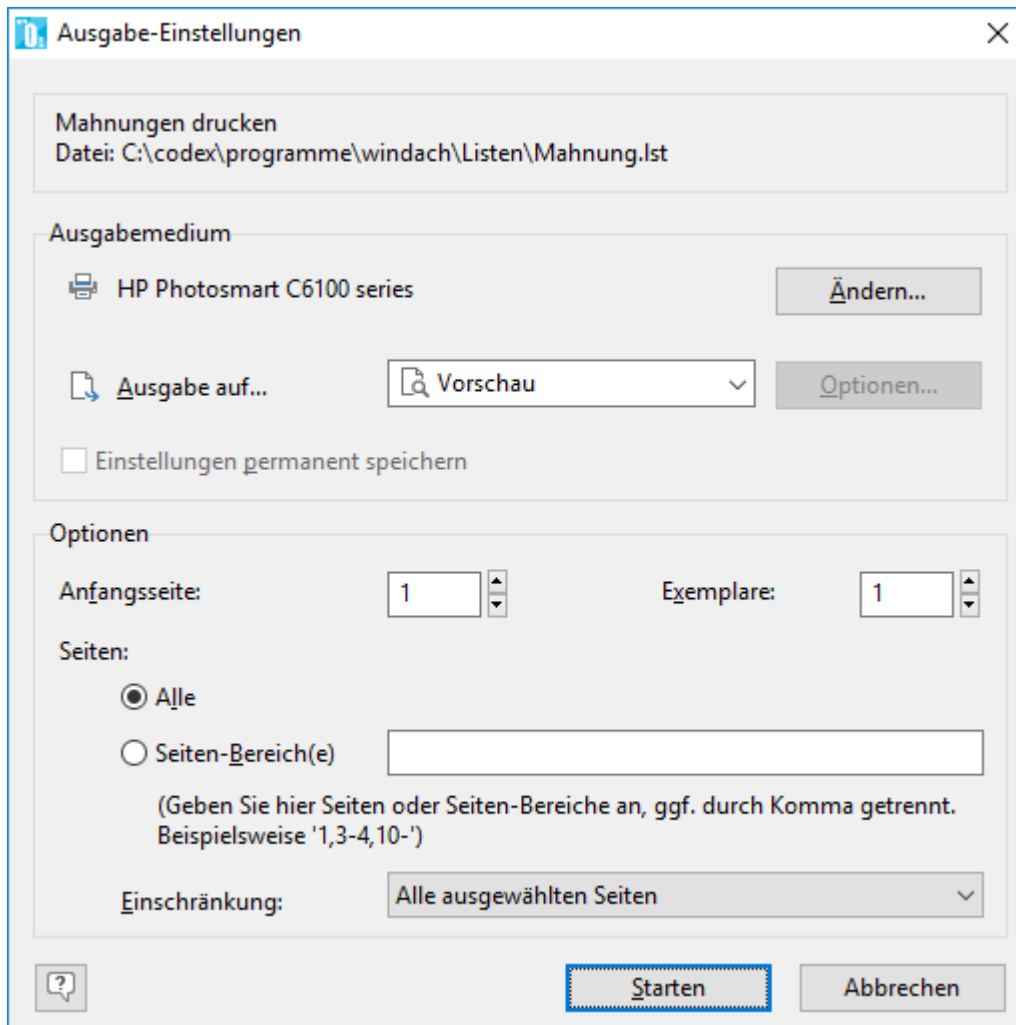 Ausgabe-Einstellungen
Mahnungen drucken
Datei: C:\codex\programme\windach\Listen\Mahnung.lst
Ausgabemedium
HP Photosmart C6100 series
Ändern...
Ausgabe auf...
Vorschau
Optionen...
Einstellungen permanent speichern
Optionen
Anfangsseite:
1
Exemplare:
1
Seiten:
Alle
Seiten-Bereich(e)
(Geben Sie hier Seiten oder Seiten-Bereiche an, ggf. durch Komma getrennt.
Beispielsweise '1,3-4,10-')
Einschränkung:
Alle ausgewählten Seiten
Starten
Abbrechen